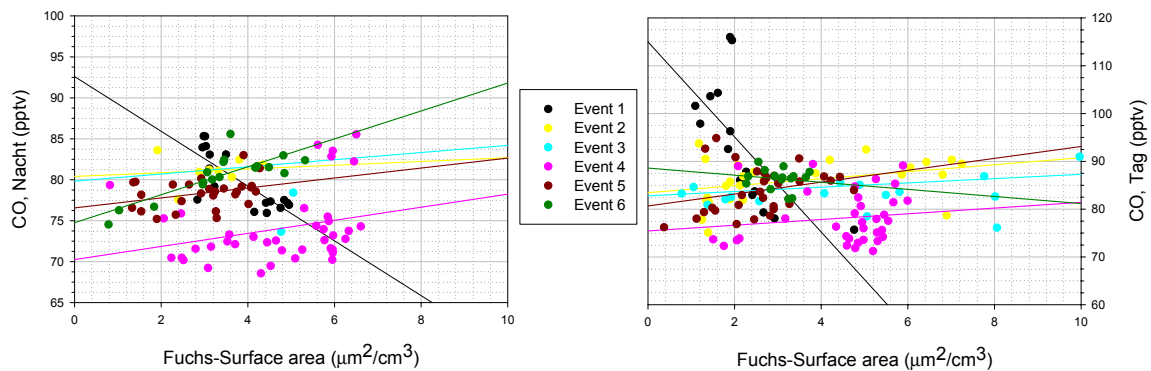 100
95
90
85
80
75
70
65
CO, Nacht (pptv)
0 2 4 6 8 10
Fuchs-Surface area (μm²/cm³)
Event 1
Event 2
Event 3
Event 4
Event 5
Event 6
120
110
100
90
80
70
60
CO, Tag (pptv)
0 2 4 6 8 10
Fuchs-Surface area (μm²/cm³)